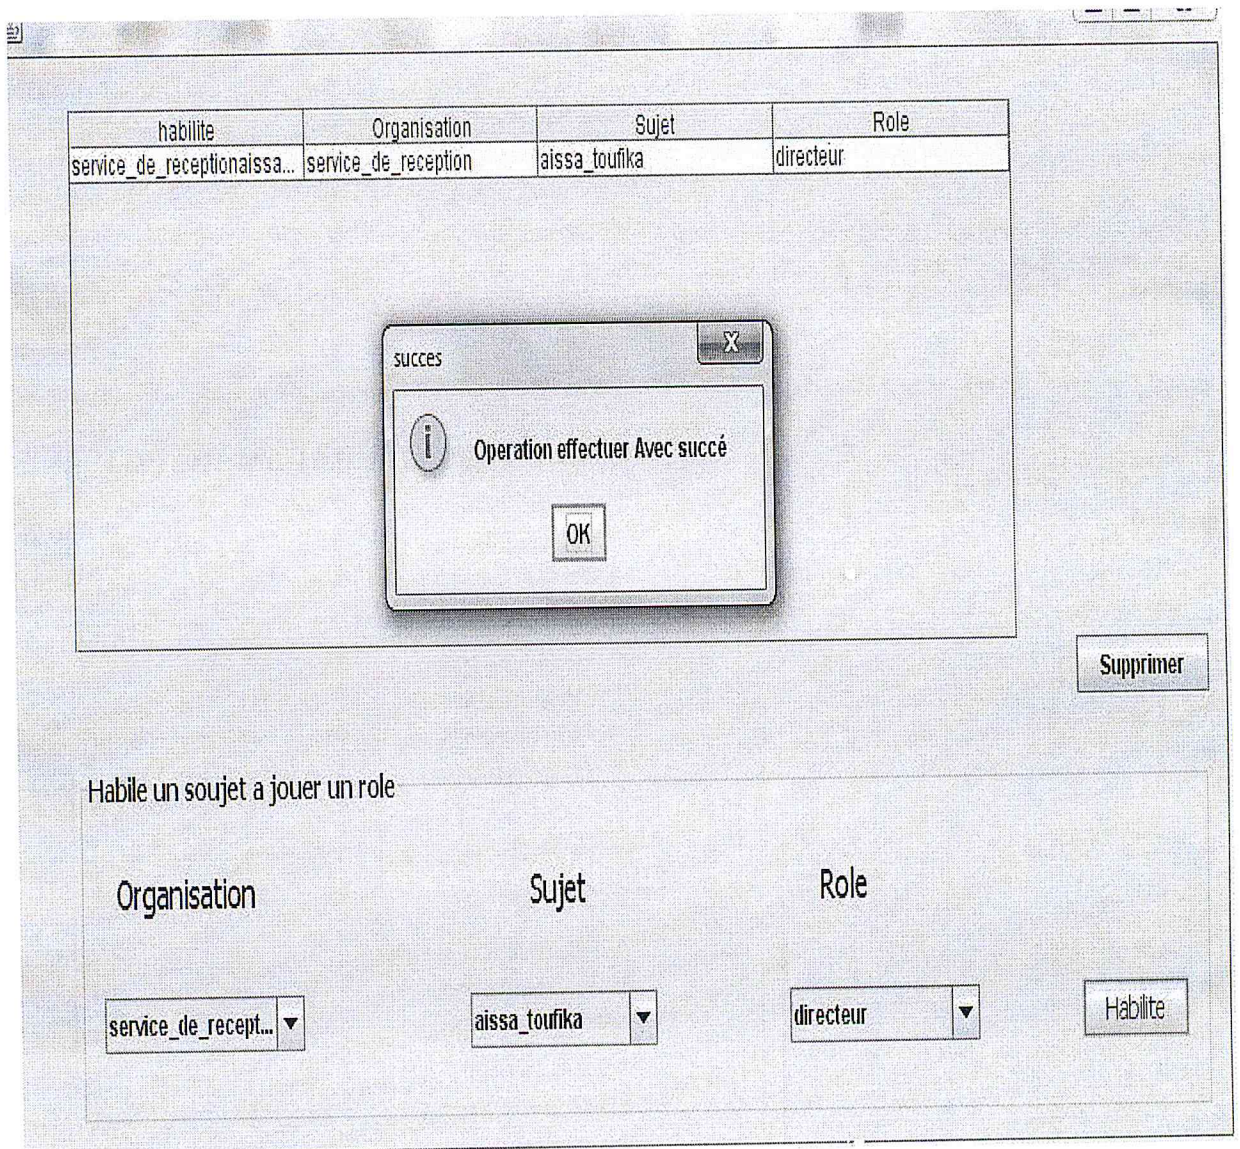 habilite Organisation Sujet Role
service_de_receptionaissa... service_de_reception aissa_toufika directeur
succes
X
i
Operation effectuer Avec succé
OK
Supprimer
Habile un soujet a jouer un role
Organisation Sujet Role
service_de_recept... aissa_toufika directeur Habilite